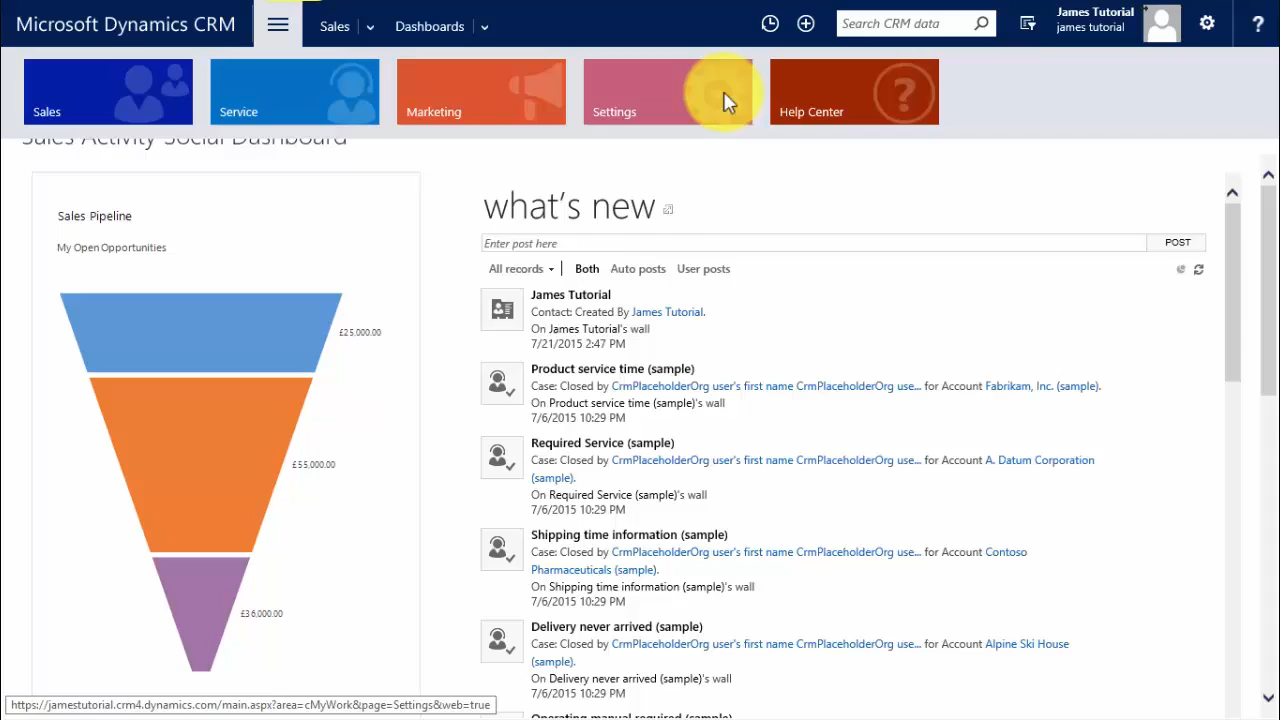 Microsoft Dynamics CRM
Sales
Dashboards
Search CRM data
James Tutorial
james tutorial
?
Sales
Service
Marketing
Settings
Help Center
?
Sales Activity Social Dashboard
Sales Pipeline
My Open Opportunities
£25,000.00
£55,000.00
£36,000.00
what's new
Enter post here
POST
All records
Both
Auto posts
User posts
James Tutorial
Contact: Created By James Tutorial.
On James Tutorial's wall
7/21/2015 2:47 PM
Product service time (sample)
Case: Closed by CrmPlaceholderOrg user's first name CrmPlaceholderOrg use... for Account Fabrikam, Inc. (sample).
On Product service time (sample)'s wall
7/6/2015 10:29 PM
Required Service (sample)
Case: Closed by CrmPlaceholderOrg user's first name CrmPlaceholderOrg use... for Account A. Datum Corporation
(sample).
On Required Service (sample)'s wall
7/6/2015 10:29 PM
Shipping time information (sample)
Case: Closed by CrmPlaceholderOrg user's first name CrmPlaceholderOrg use... for Account Contoso
Pharmaceuticals (sample).
On Shipping time information (sample)'s wall
7/6/2015 10:29 PM
Delivery never arrived (sample)
Case: Closed by CrmPlaceholderOrg user's first name CrmPlaceholderOrg use... for Account Alpine Ski House
(sample).
On Delivery never arrived (sample)'s wall
7/6/2015 10:29 PM
Operating manual required (sample)
https://jamestutorial.crm4.dynamics.com/main.aspx?area=cMyWork&page=Settings&web=true